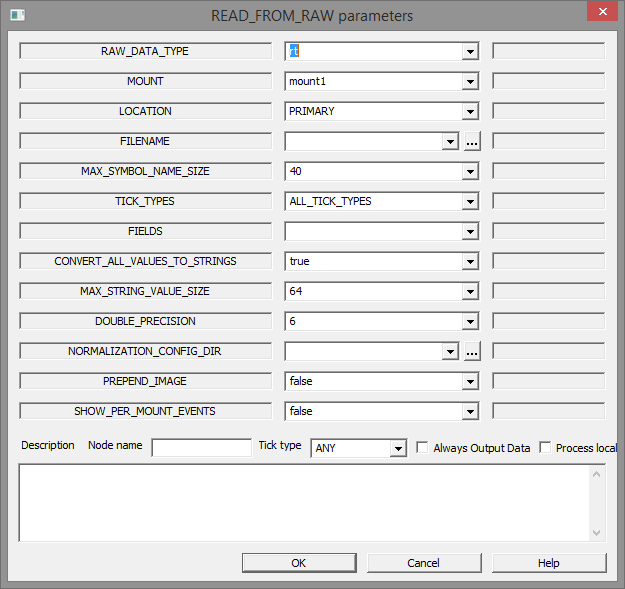 READ_FROM_RAW parameters
RAW_DATA_TYPE rt
MOUNT mount1
LOCATION PRIMARY
FILENAME ...
MAX_SYMBOL_NAME_SIZE 40
TICK_TYPES ALL_TICK_TYPES
FIELDS
CONVERT_ALL_VALUES_TO_STRINGS true
MAX_STRING_VALUE_SIZE 64
DOUBLE_PRECISION 6
NORMALIZATION_CONFIG_DIR ...
PREPEND_IMAGE false
SHOW_PER_MOUNT_EVENTS false
Description Node name Tick type ANY Always Output Data Process local
OK Cancel Help